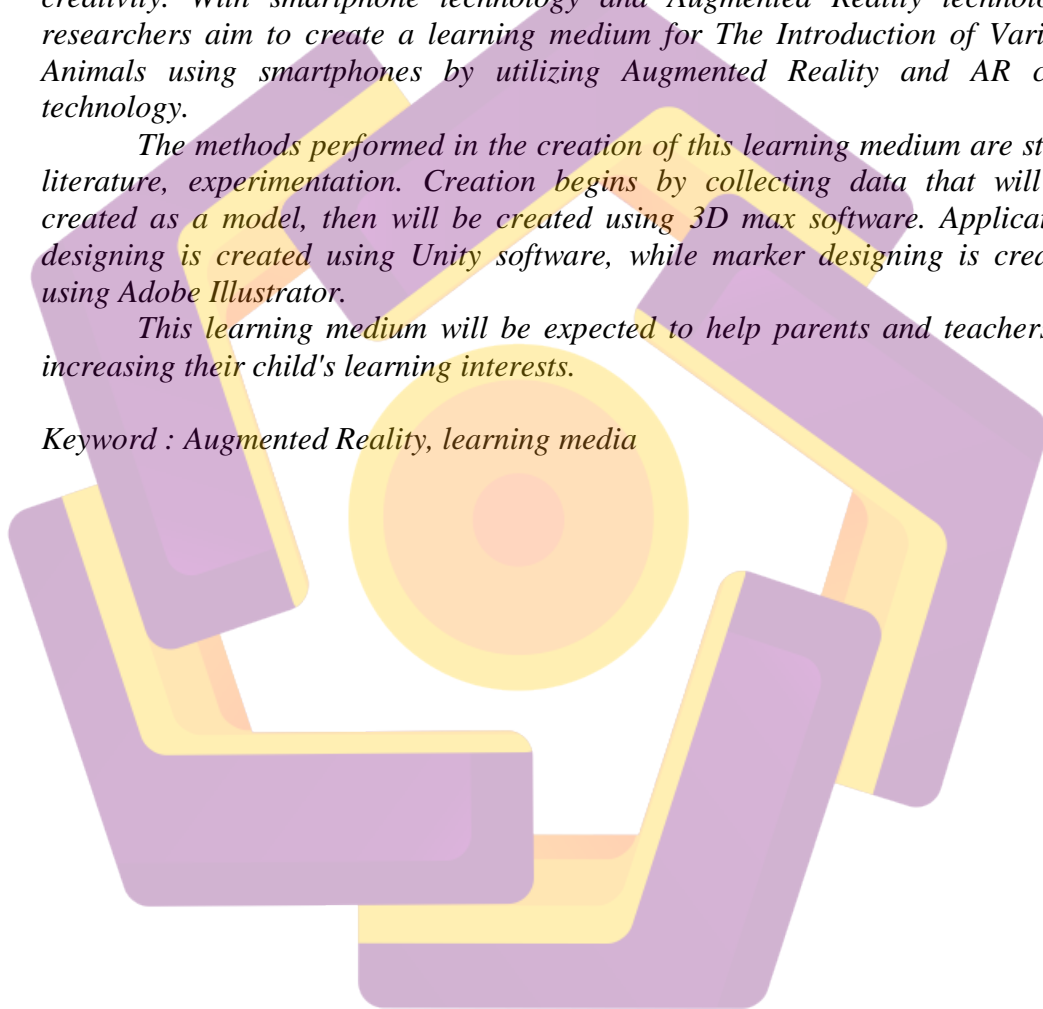 creativity. With smartphone technology and Augmented Reality
researchers aim to create a learning medium for The Introduction of
Animals using smartphones by utilizing Augmented Reality and AR
technology.
The methods performed in the creation of this learning medium are
literature, experimentation. Creation begins by collecting data that will
created as a model, then will be created using 3D max software.
designing is created using Unity software, while marker designing is
using Adobe Illustrator.
This learning medium will be expected to help parents and
increasing their child's learning interests.
Keyword : Augmented Reality, learning media